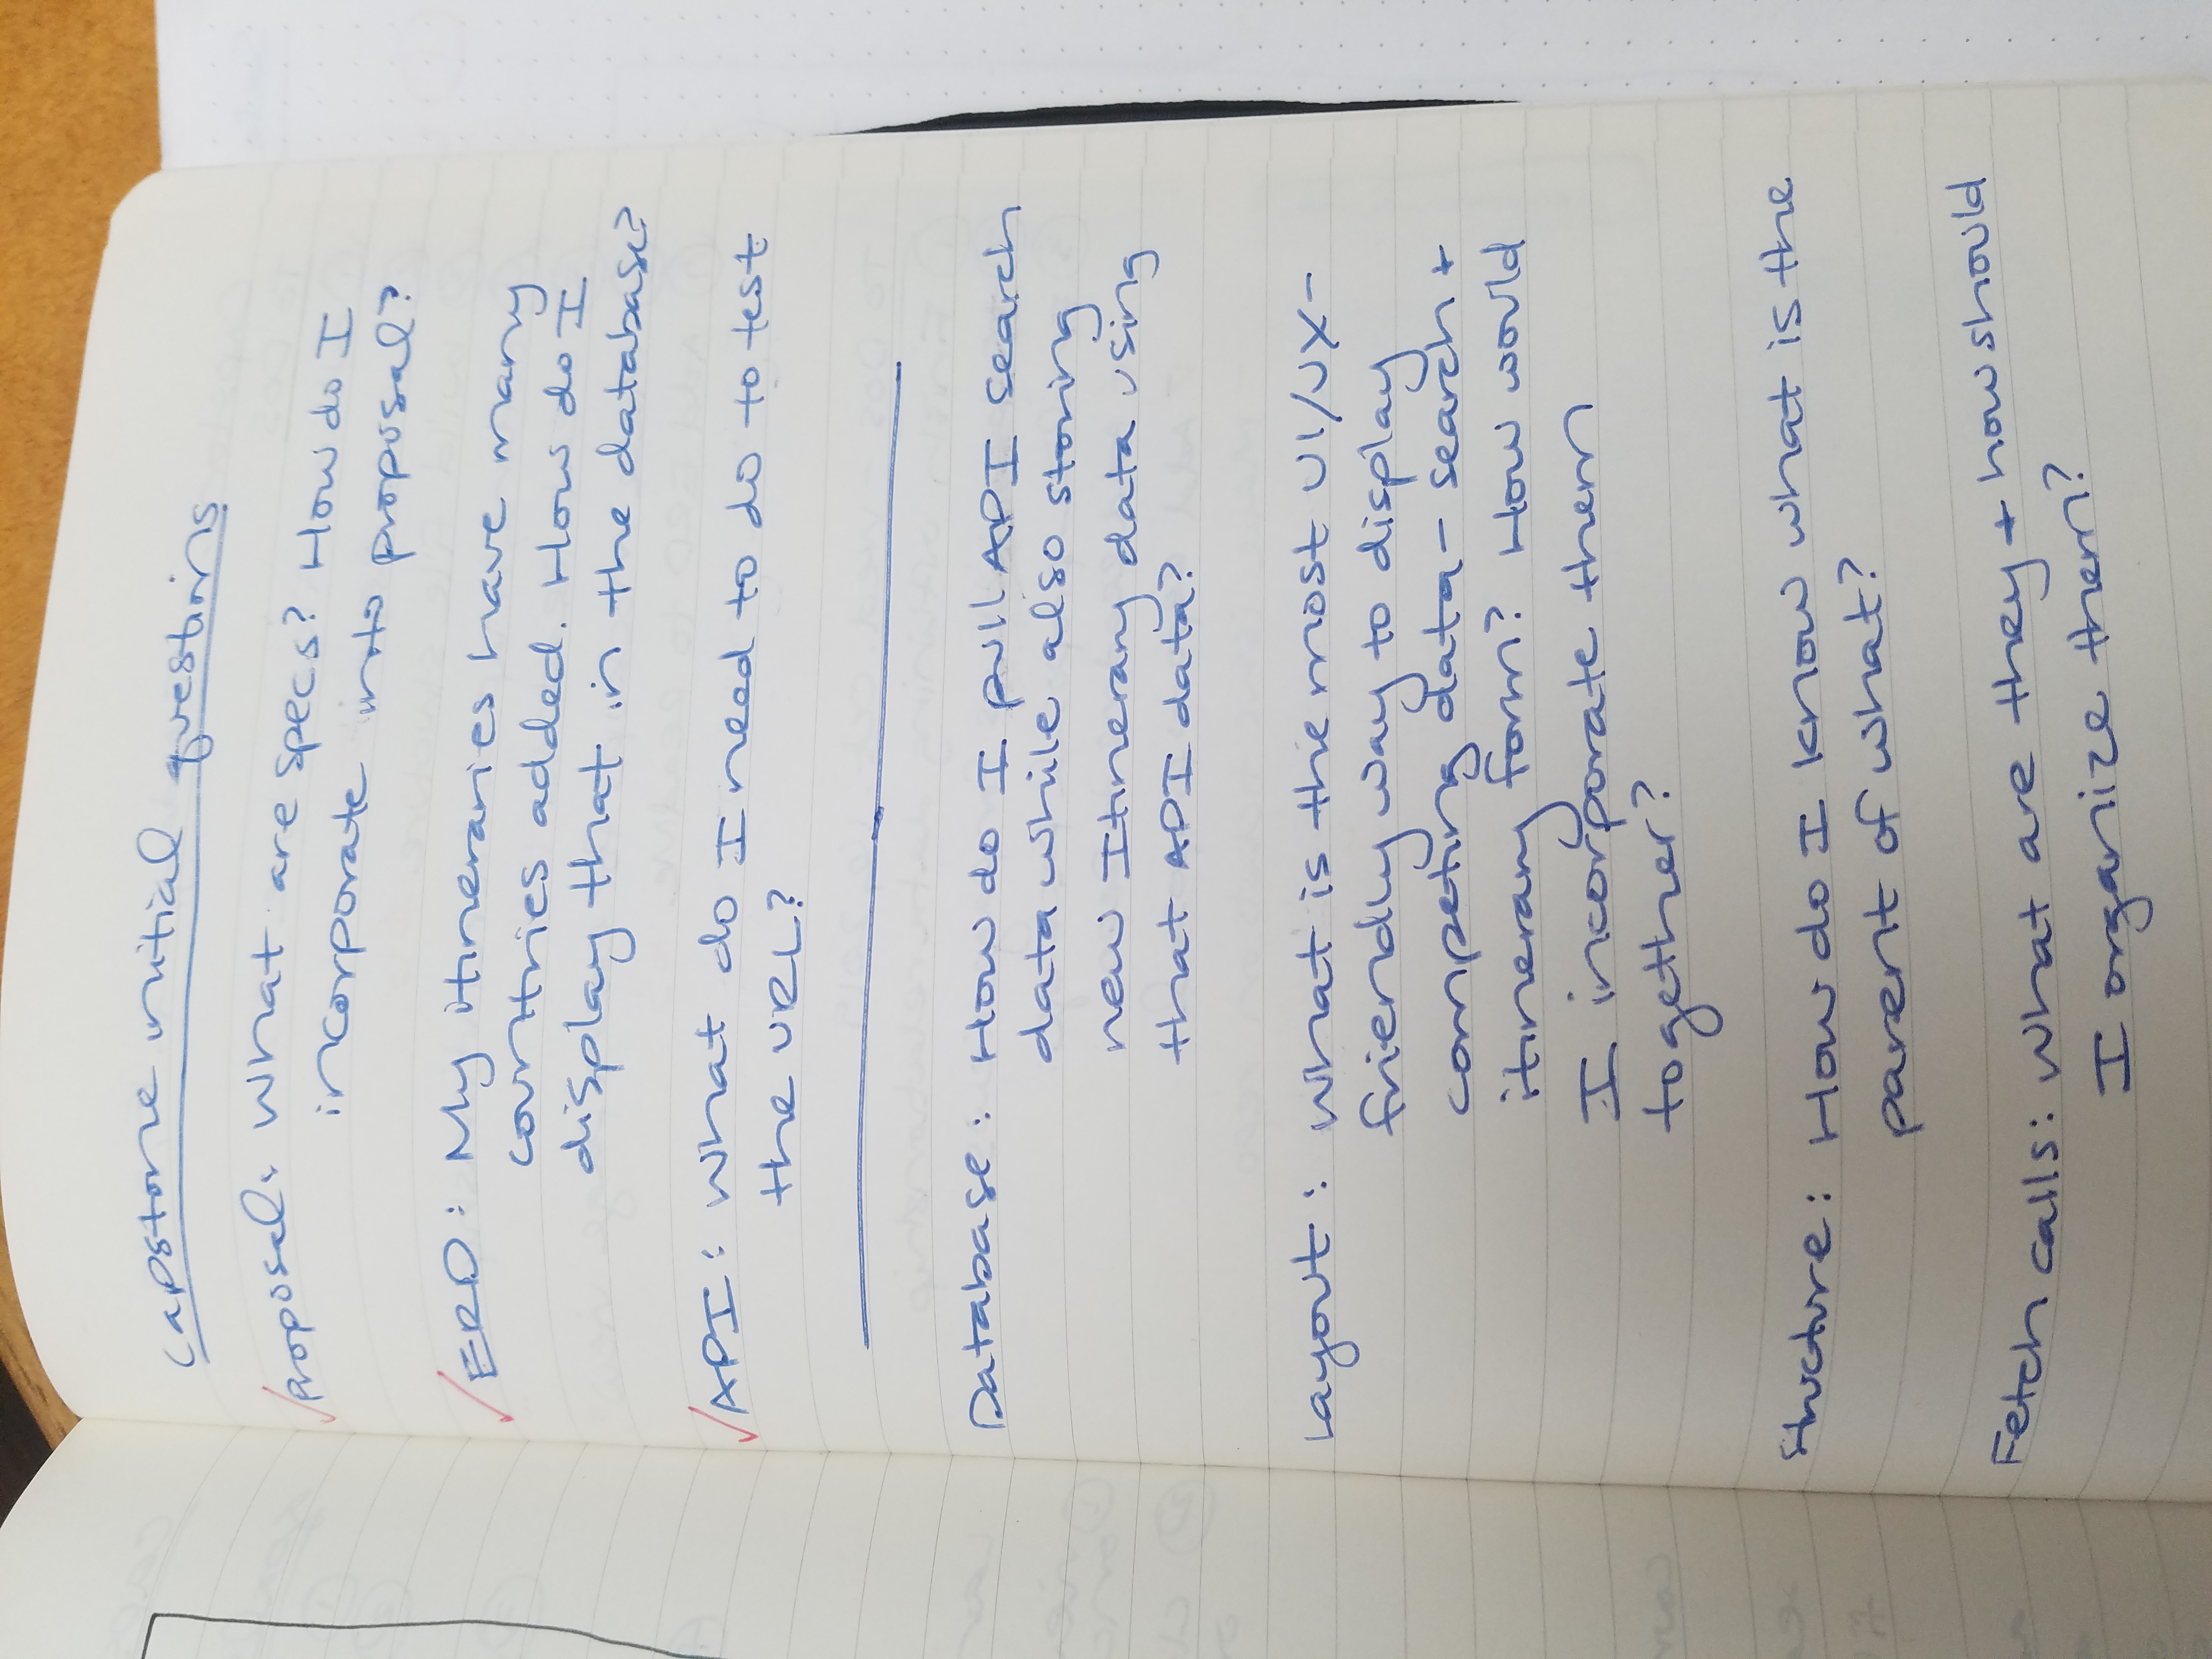 Capstone initial questions
✓ Proposal: What are specs? How do I
incorporate into proposal?
✓ ERD: My itineraries have many
countries added. How do I
display that in the database?
✓ API: What do I need to do to test
the URL?
Database: How do I pull API search
data while also storing
new Itinerary data using
that API data?
Layout: What is the most UI/UX-
friendly way to display
competing data - search +
itinerary form? How would
I incorporate them
together?
Structure: How do I know what is the
parent of what?
Fetch calls: What are they + how should
I organize them?